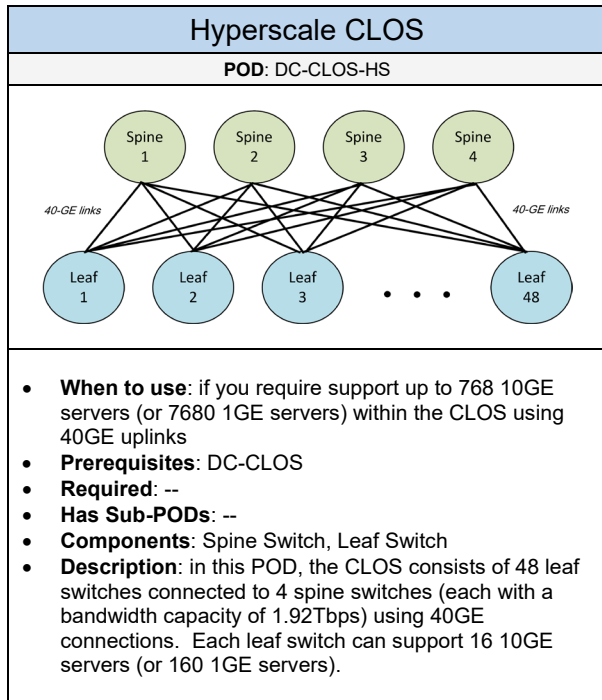 Hyperscale CLOS
POD: DC-CLOS-HS
Spine 1
Spine 2
Spine 3
Spine 4
40-GE links
40-GE links
Leaf 1
Leaf 2
Leaf 3
• • •
Leaf 48
• When to use: if you require support up to 768 10GE
servers (or 7680 1GE servers) within the CLOS using
40GE uplinks
• Prerequisites: DC-CLOS
• Required: --
• Has Sub-PODs: --
• Components: Spine Switch, Leaf Switch
• Description: in this POD, the CLOS consists of 48 leaf
switches connected to 4 spine switches (each with a
bandwidth capacity of 1.92Tbps) using 40GE
connections.  Each leaf switch can support 16 10GE
servers (or 160 1GE servers).